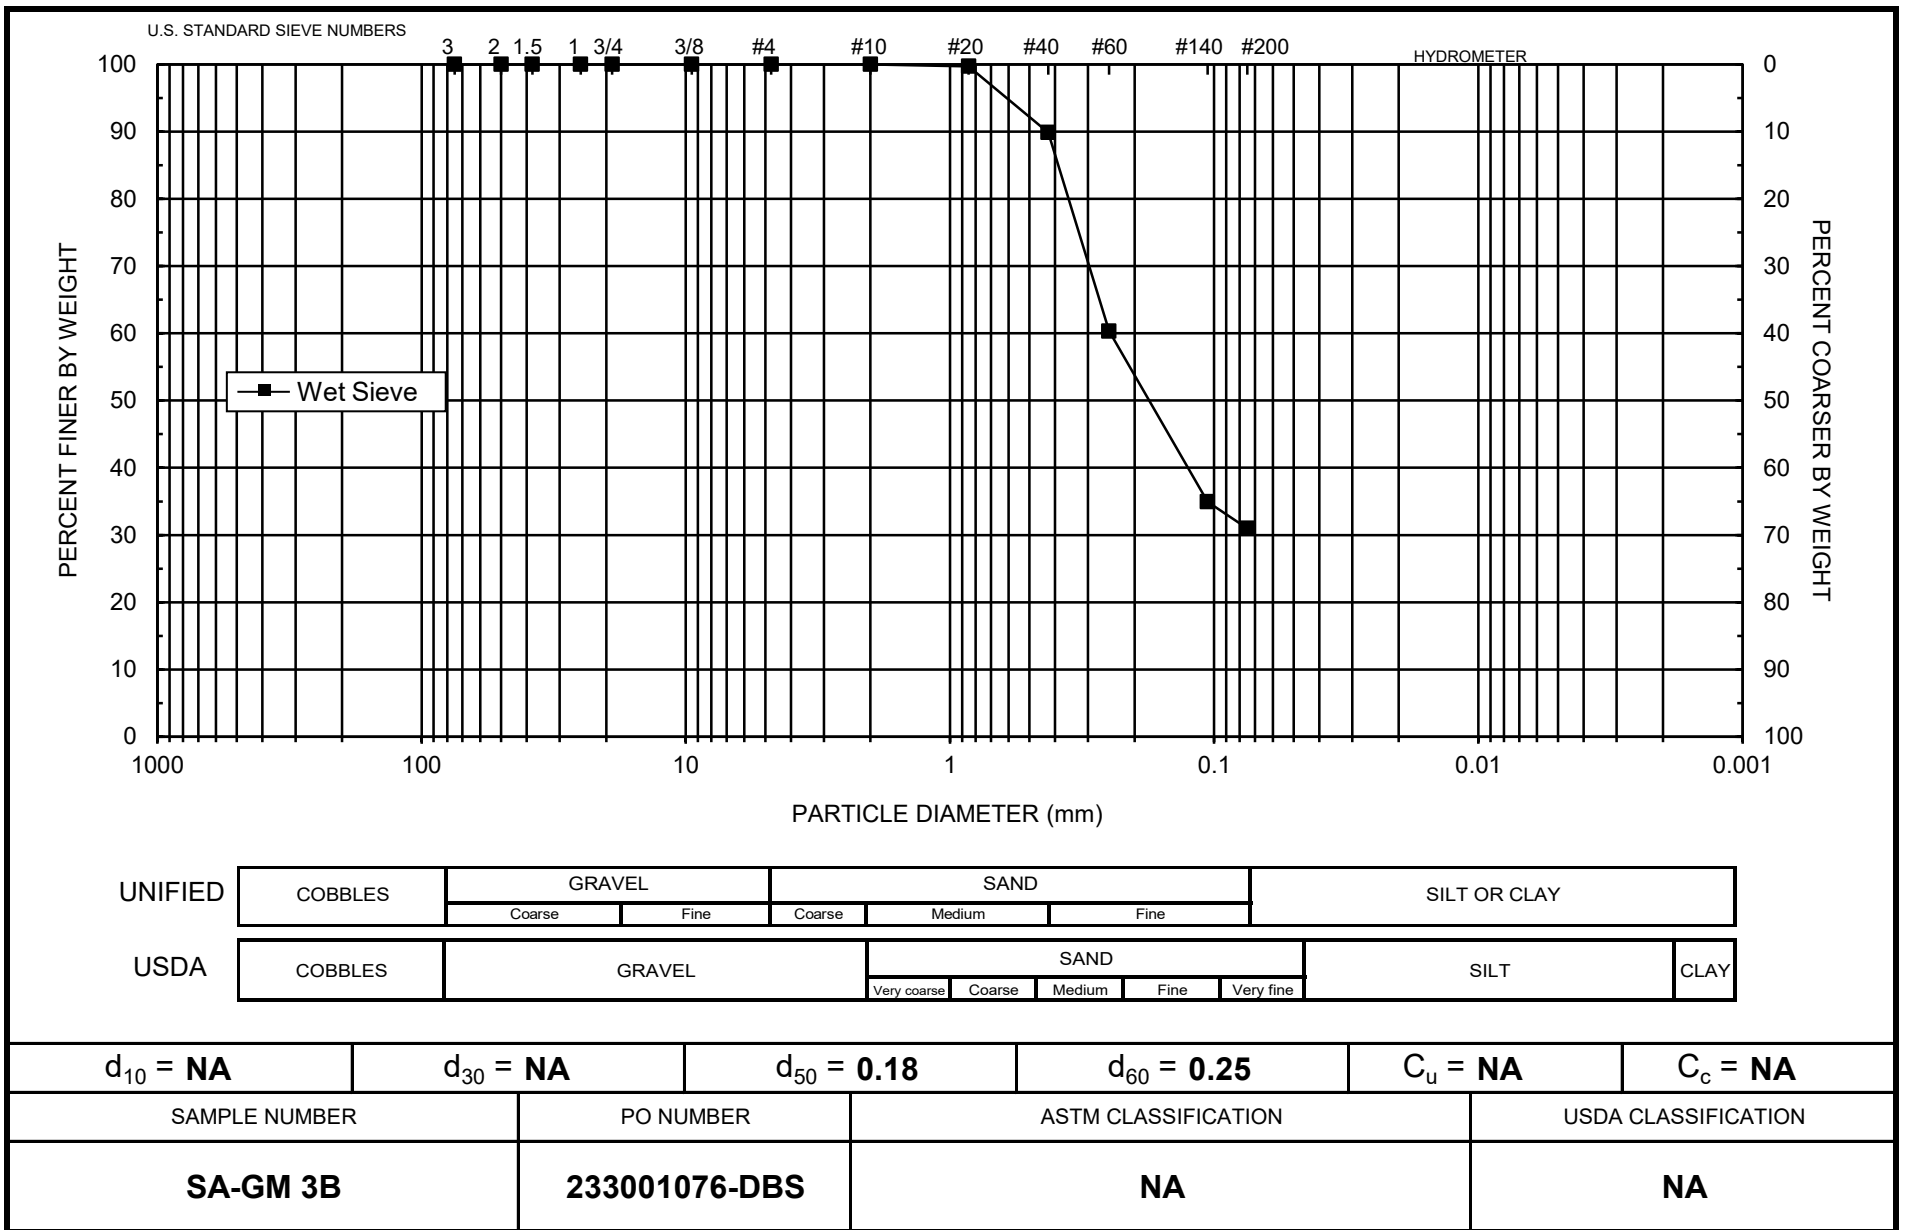 U.S. STANDARD SIEVE NUMBERS
3 2 1.5 1 3/4 3/8 #4 #10 #20 #40 #60 #140 #200
HYDROMETER
100 0
90 10
80 20
70 30
60 40
50 50
40 60
30 70
20 80
10 90
0 100
PERCENT FINER BY WEIGHT
PERCENT COARSER BY WEIGHT
Wet Sieve
1000 100 10 1 0.1 0.01 0.001
PARTICLE DIAMETER (mm)
UNIFIED COBBLES GRAVEL SAND SILT OR CLAY
Coarse Fine Coarse Medium Fine
USDA COBBLES GRAVEL SAND SILT CLAY
Very coarse Coarse Medium Fine Very fine
d10 = NA d30 = NA d50 = 0.18 d60 = 0.25 Cu = NA Cc = NA
SAMPLE NUMBER PO NUMBER ASTM CLASSIFICATION USDA CLASSIFICATION
SA-GM 3B 233001076-DBS NA NA